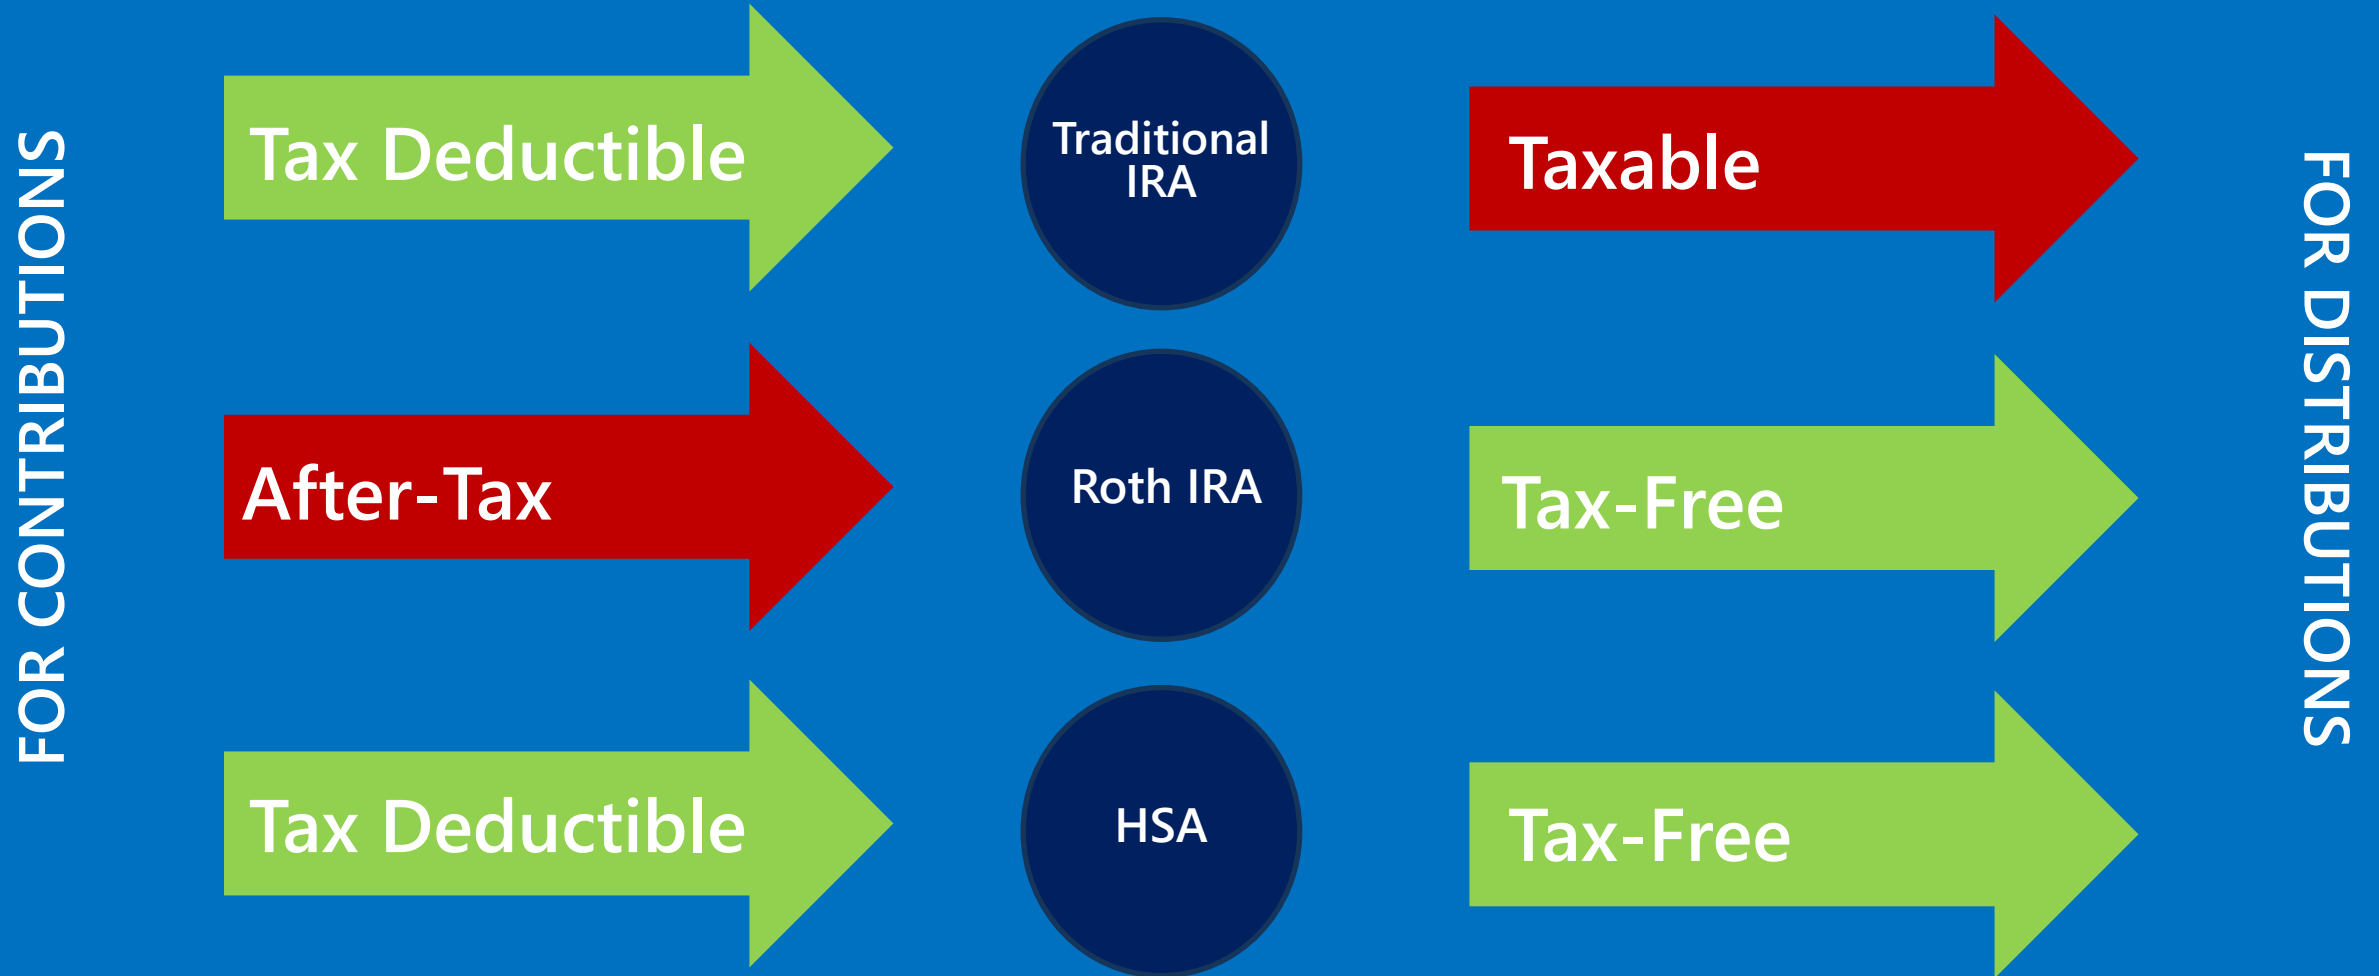 FOR CONTRIBUTIONS
Tax Deductible
Traditional
IRA
Taxable
After-Tax
Roth IRA
Tax-Free
Tax Deductible
HSA
Tax-Free
FOR DISTRIBUTIONS